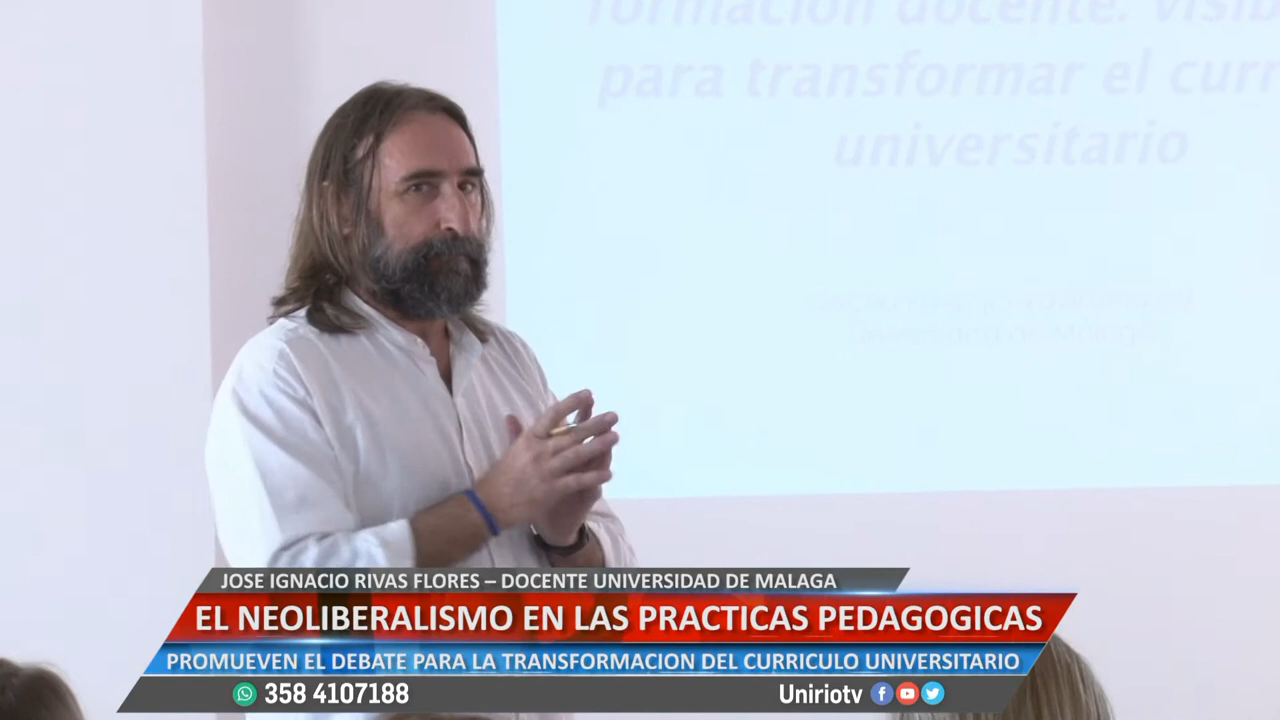 formación docente. visib
para transformar el curr
universitario
JOSE IGNACIO RIVAS FLORES – DOCENTE UNIVERSIDAD DE MALAGA
EL NEOLIBERALISMO EN LAS PRACTICAS PEDAGOGICAS
PROMUEVEN EL DEBATE PARA LA TRANSFORMACION DEL CURRICULO UNIVERSITARIO
358 4107188
Uniriotv